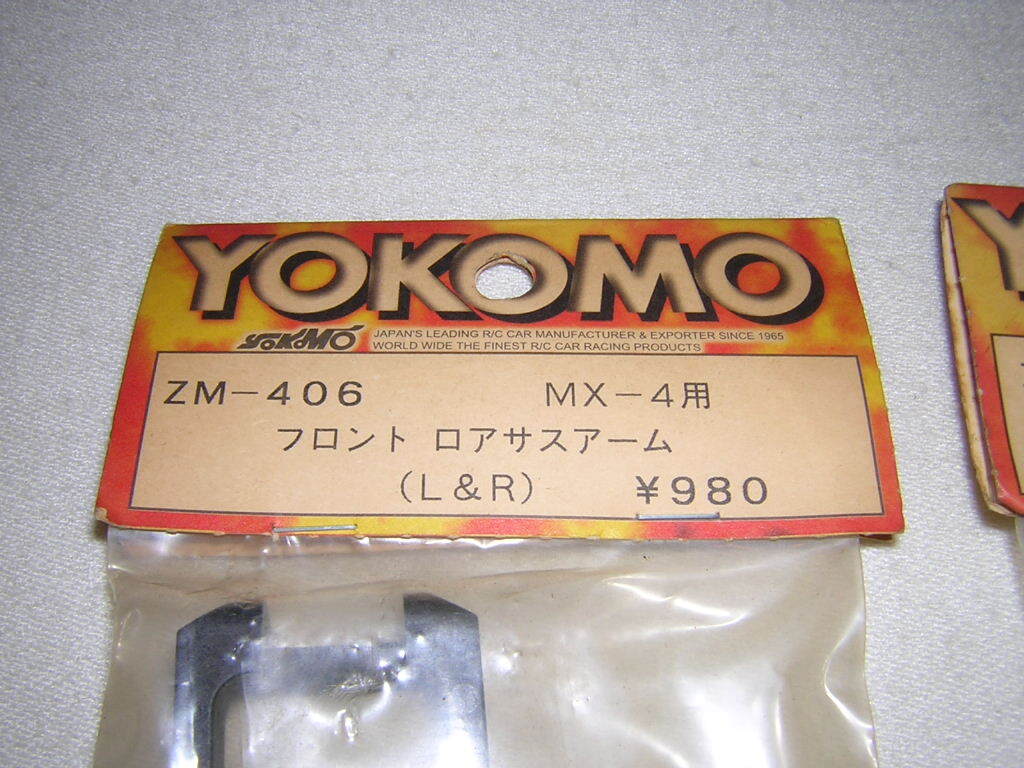 YOKOMO
YOKOMO JAPAN'S LEADING R/C CAR MANUFACTURER & EXPORTER SINCE 1965
WORLD WIDE THE FINEST R/C CAR RACING PRODUCTS
ZM-406 MX-4用
フロント ロアサスアーム
(L&R) ¥980
Y